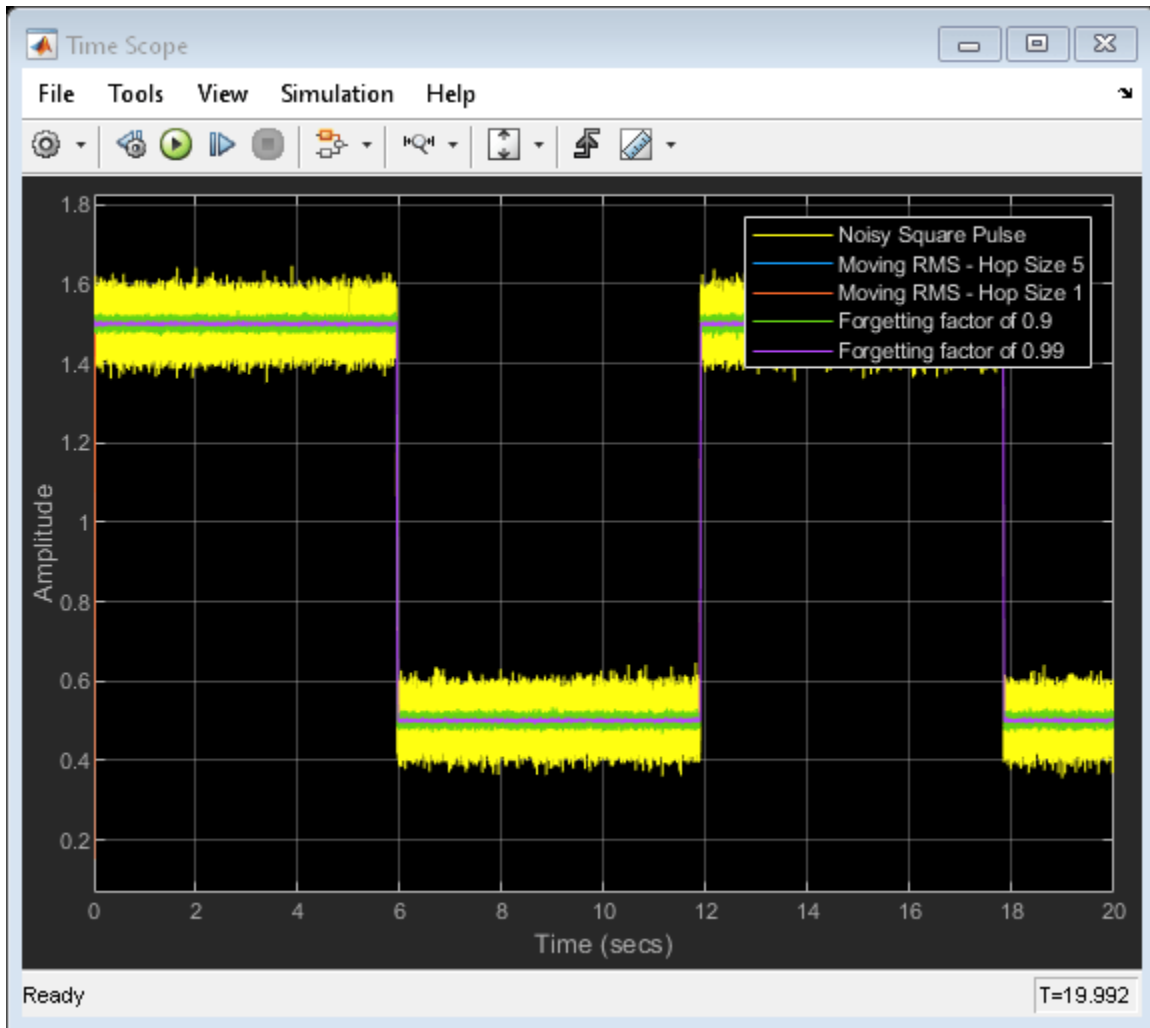 Time Scope
File Tools View Simulation Help
1.8
1.6
1.4
1.2
1
0.8
0.6
0.4
0.2
Amplitude
Noisy Square Pulse
Moving RMS - Hop Size 5
Moving RMS - Hop Size 1
Forgetting factor of 0.9
Forgetting factor of 0.99
0 2 4 6 8 10 12 14 16 18 20
Time (secs)
Ready T=19.992